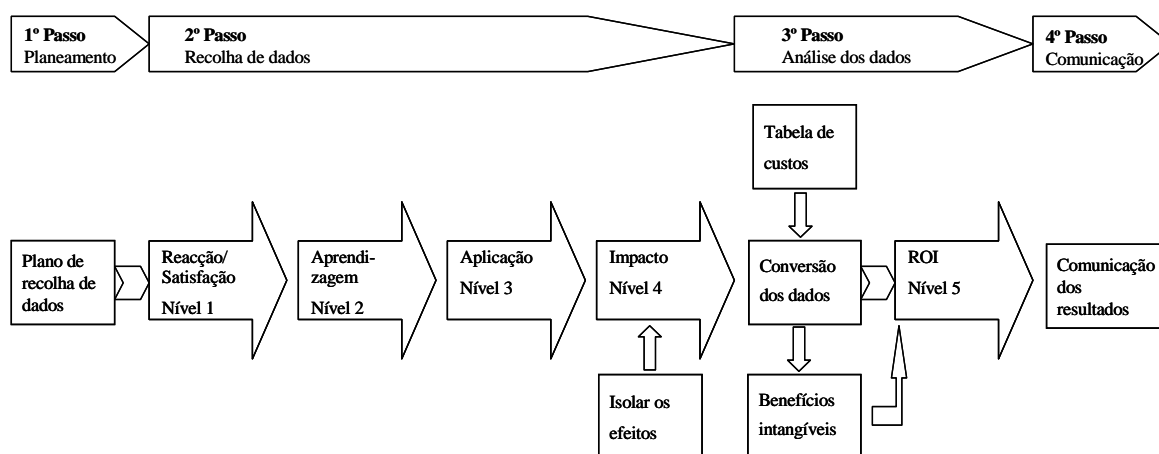 1º Passo
Planeamento
2º Passo
Recolha de dados
3º Passo
Análise dos dados
4º Passo
Comunicação
Tabela de
custos
Plano de
recolha de
dados
Reacção/
Satisfação
Nível 1
Aprendi-
zagem
Nível 2
Aplicação
Nível 3
Impacto
Nível 4
Conversão
dos dados
ROI
Nível 5
Comunicação
dos
resultados
Isolar os
efeitos
Benefícios
intangíveis